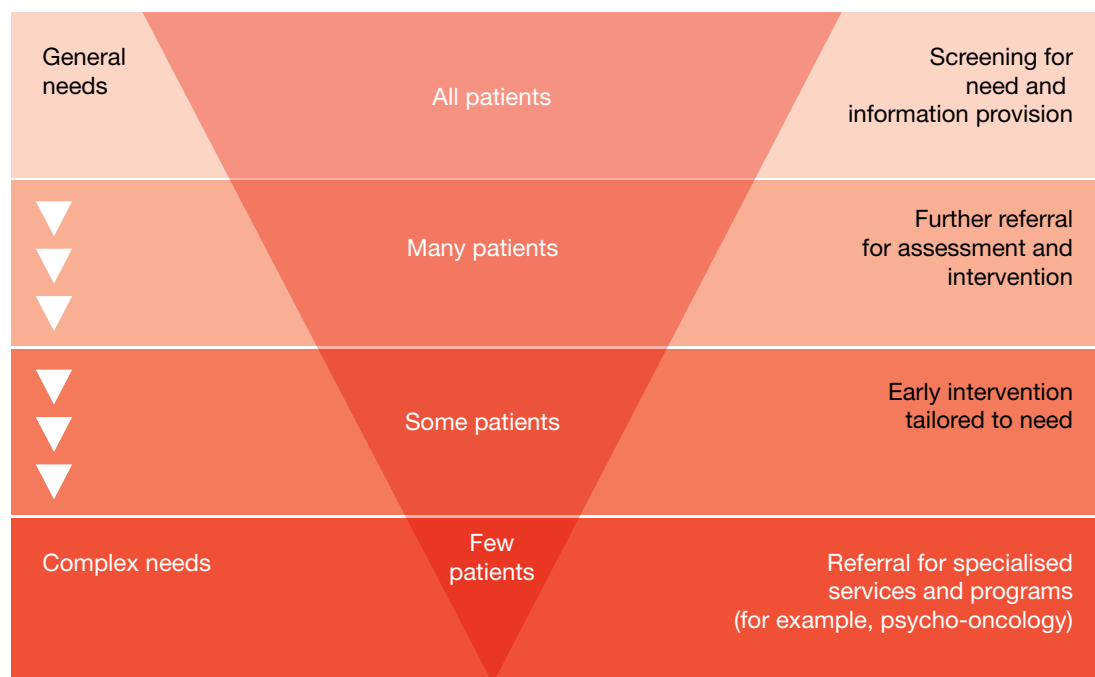 General
needs
All patients
Screening for
need and
information provision
Many patients
Further referral
for assessment and
intervention
Some patients
Early intervention
tailored to need
Complex needs
Few
patients
Referral for specialised
services and programs
(for example, psycho-oncology)